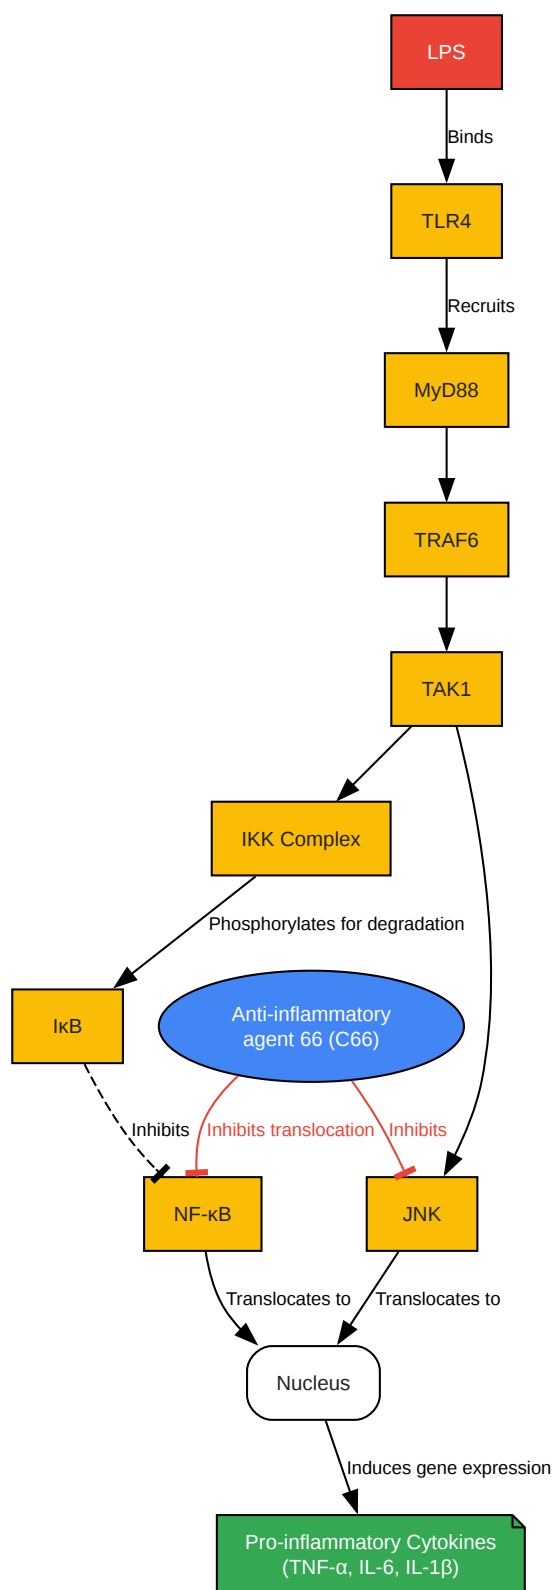 LPS
Binds
TLR4
Recruits
MyD88
TRAF6
TAK1
IKK Complex
Phosphorylates for degradation
IκB
Anti-inflammatory
agent 66 (C66)
Inhibits
Inhibits translocation
Inhibits
NF-κB
JNK
Translocates to
Translocates to
Nucleus
Induces gene expression
Pro-inflammatory Cytokines
(TNF-α, IL-6, IL-1β)